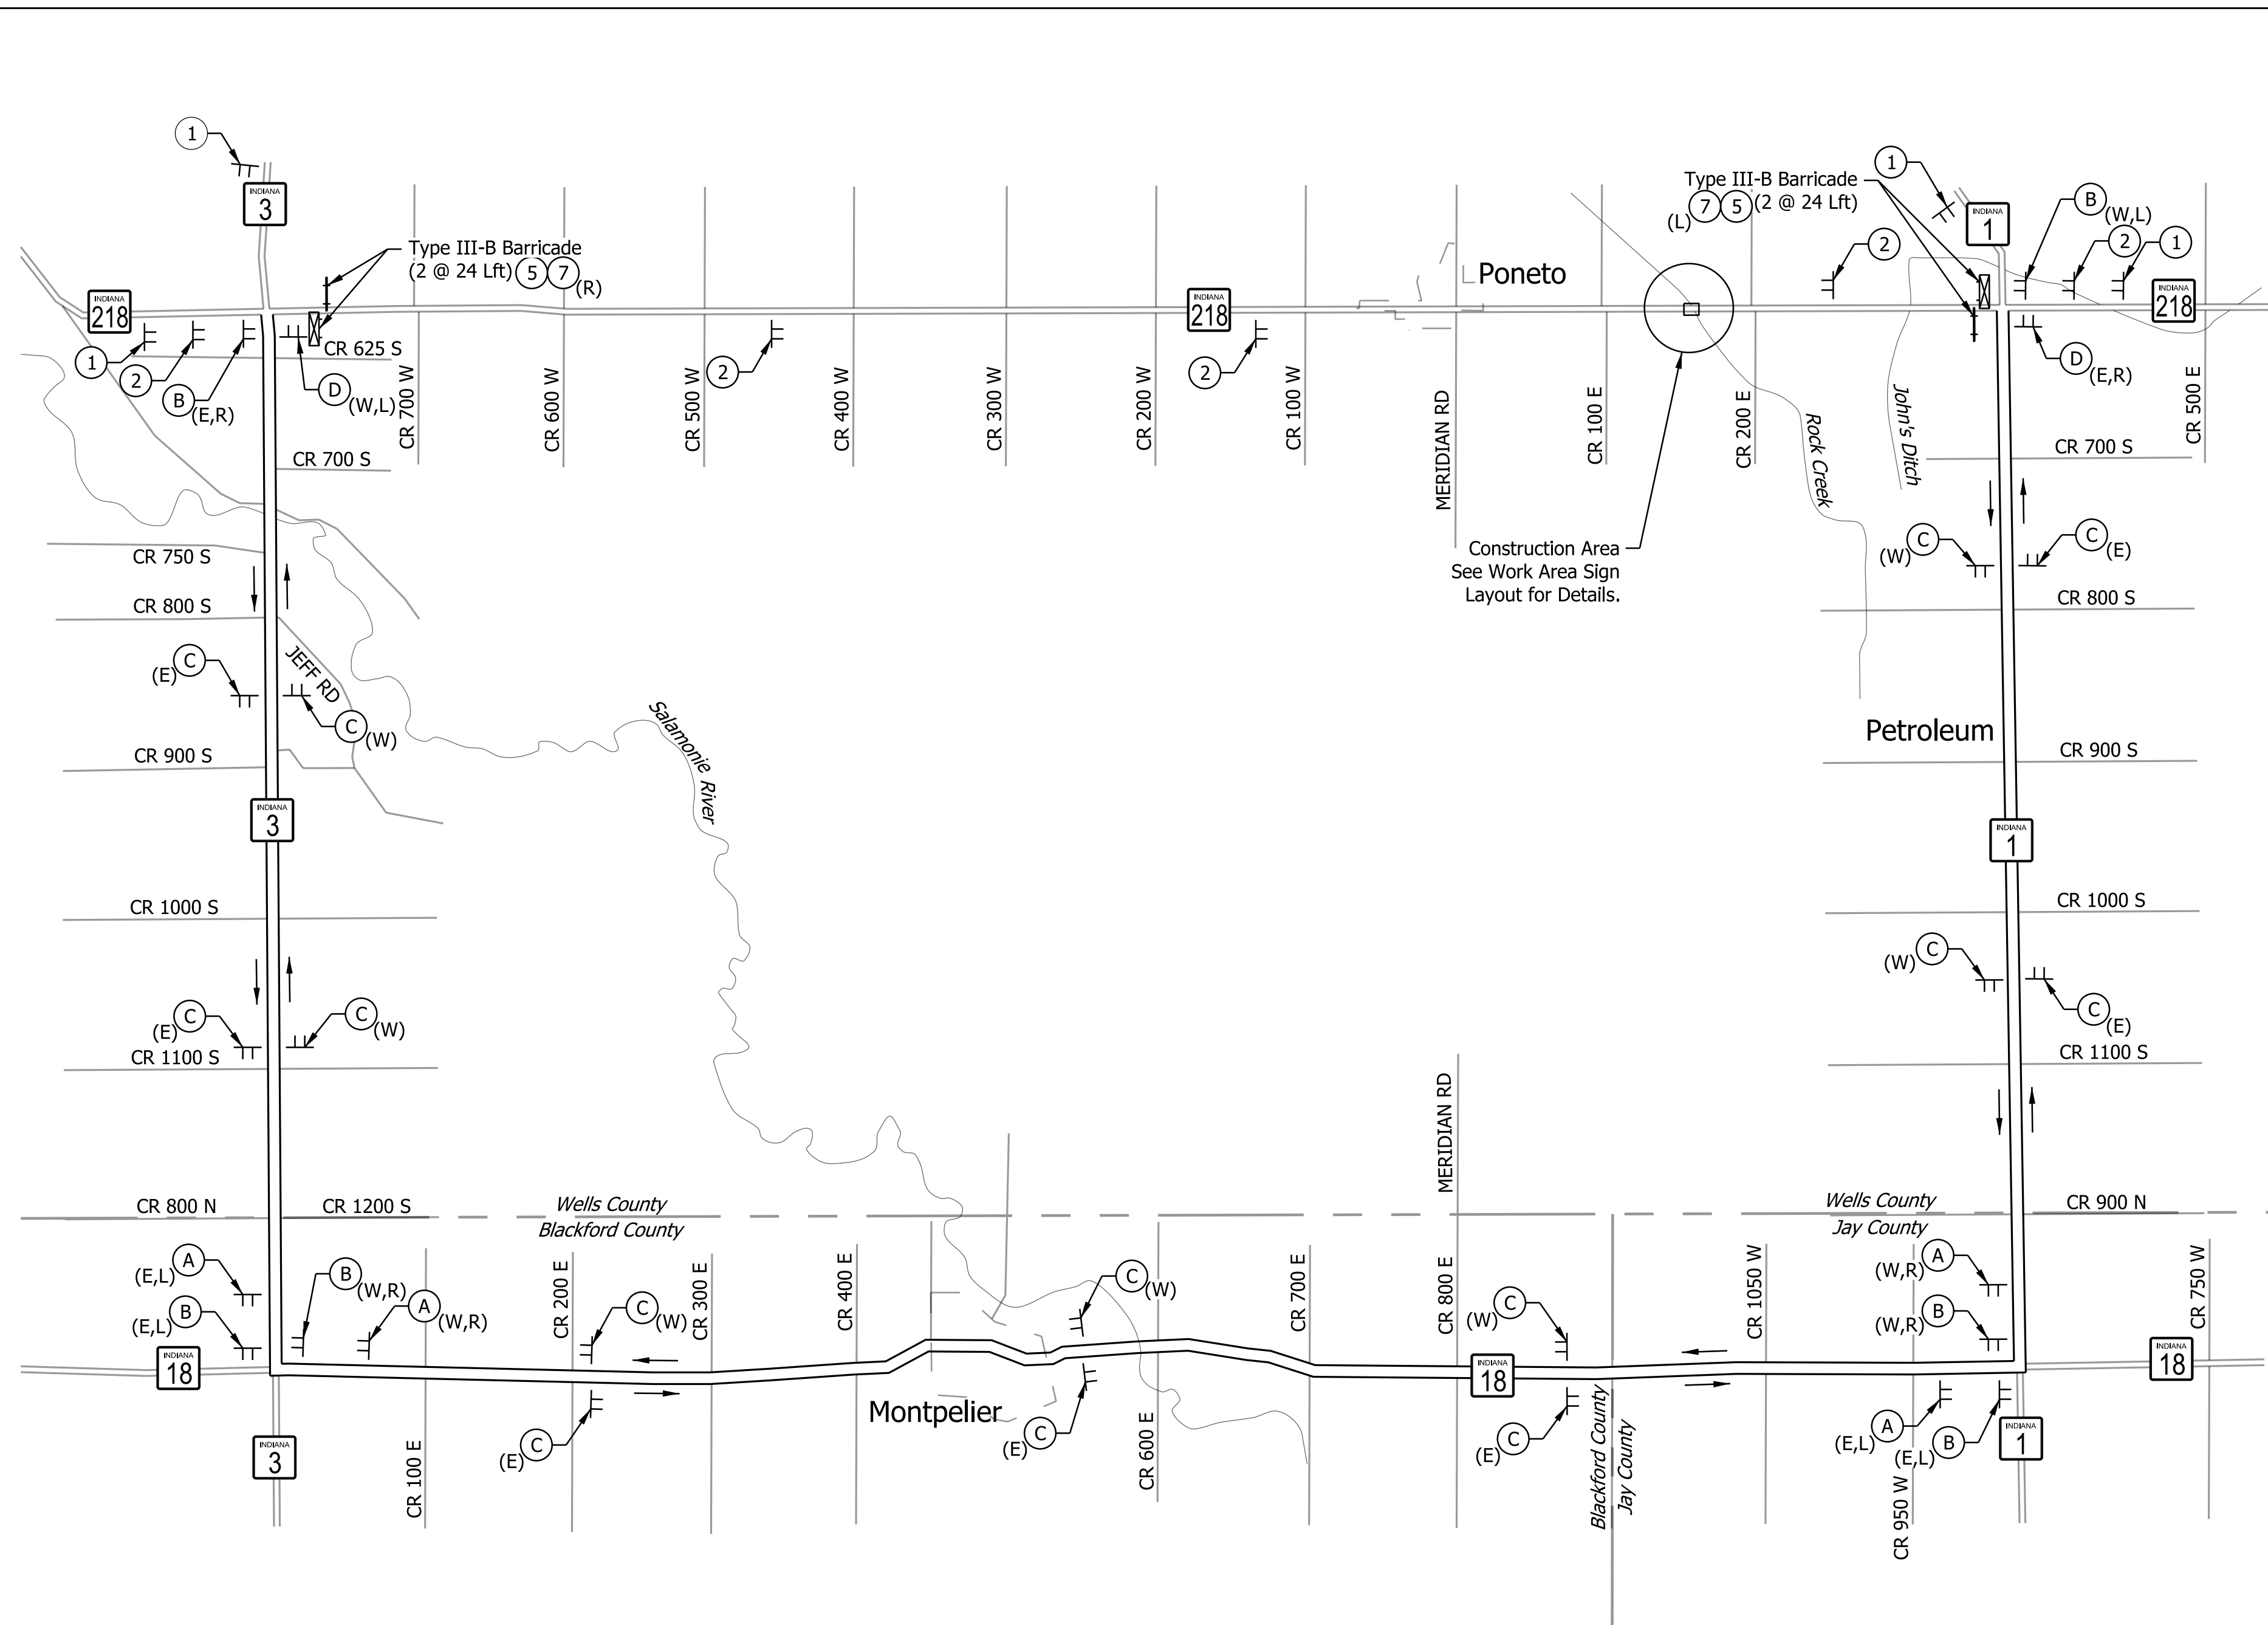 1
INDIANA
3
Type III-B Barricade
(2 @ 24 Lft) 5 7 (R)
INDIANA
218
1
2
B (E,R)
D (W,L)
CR 625 S
CR 700 W
CR 600 W
CR 500 W
2
CR 400 W
CR 300 W
CR 200 W
INDIANA
218
2
CR 100 W
MERIDIAN RD
Poneto
CR 100 E
Type III-B Barricade
(L) 7 5 (2 @ 24 Lft)
CR 200 E
2
1
INDIANA
1
B (W,L)
2
1
INDIANA
218
D (E,R)
CR 500 E
Rock Creek
John's Ditch
Construction Area
See Work Area Sign
Layout for Details.
CR 700 S
CR 750 S
CR 800 S
JEFF RD
(E) C
C (W)
CR 900 S
INDIANA
3
CR 1000 S
(E) C
C (W)
CR 1100 S
Salamonie River
CR 700 S
(W) C
C (E)
CR 800 S
Petroleum
CR 900 S
INDIANA
1
CR 1000 S
(W) C
C (E)
CR 1100 S
MERIDIAN RD
CR 800 N
CR 1200 S
Wells County
Blackford County
Wells County
Jay County
CR 900 N
(E,L) A
(E,L) B
B (W,R)
A (W,R)
INDIANA
18
INDIANA
3
CR 100 E
CR 200 E
C (W)
(E) C
CR 300 E
CR 400 E
Montpelier
C (W)
(E) C
CR 600 E
CR 700 E
CR 800 E
(W) C
INDIANA
18
(E) C
Blackford County
Jay County
CR 1050 W
(W,R) A
(W,R) B
(E,L) A
(E,L) B
CR 950 W
INDIANA
1
INDIANA
18
CR 750 W